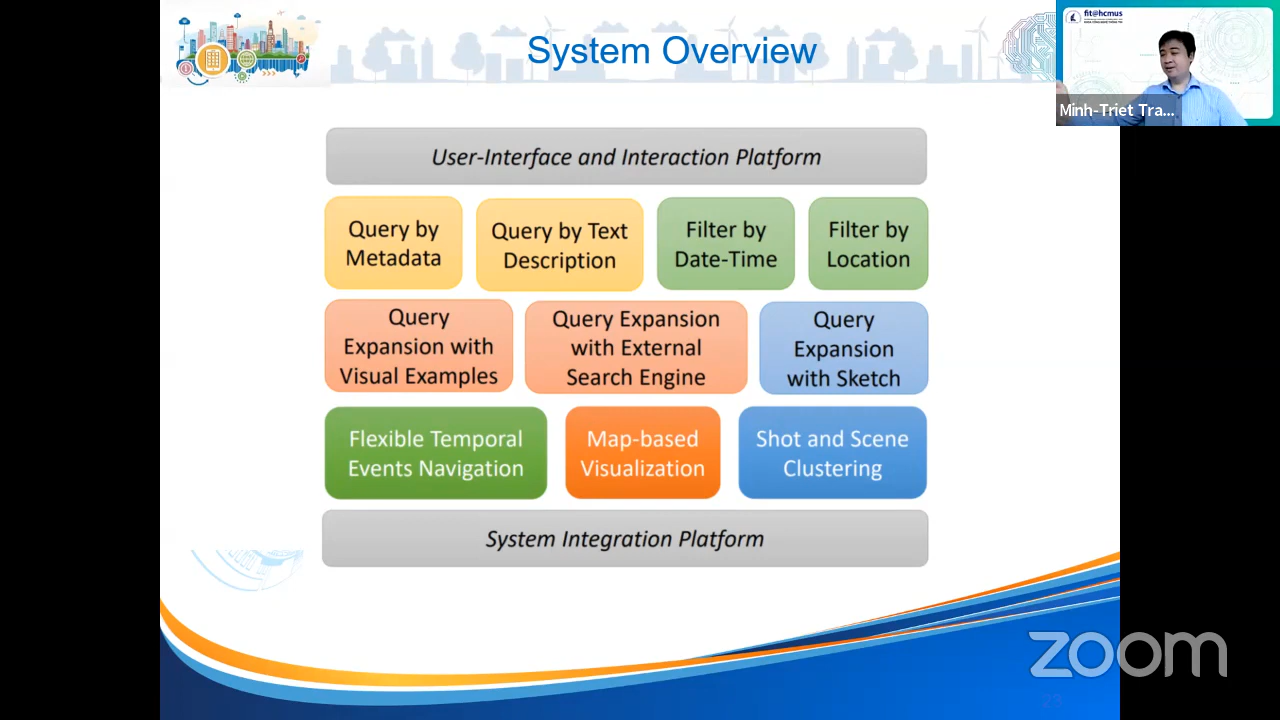 System Overview
fit@hcmus
Minh-Triet Tra...
User-Interface and Interaction Platform
Query by
Metadata
Query by Text
Description
Filter by
Date-Time
Filter by
Location
Query
Expansion with
Visual Examples
Query Expansion
with External
Search Engine
Query
Expansion
with Sketch
Flexible Temporal
Events Navigation
Map-based
Visualization
Shot and Scene
Clustering
System Integration Platform
zoom
23